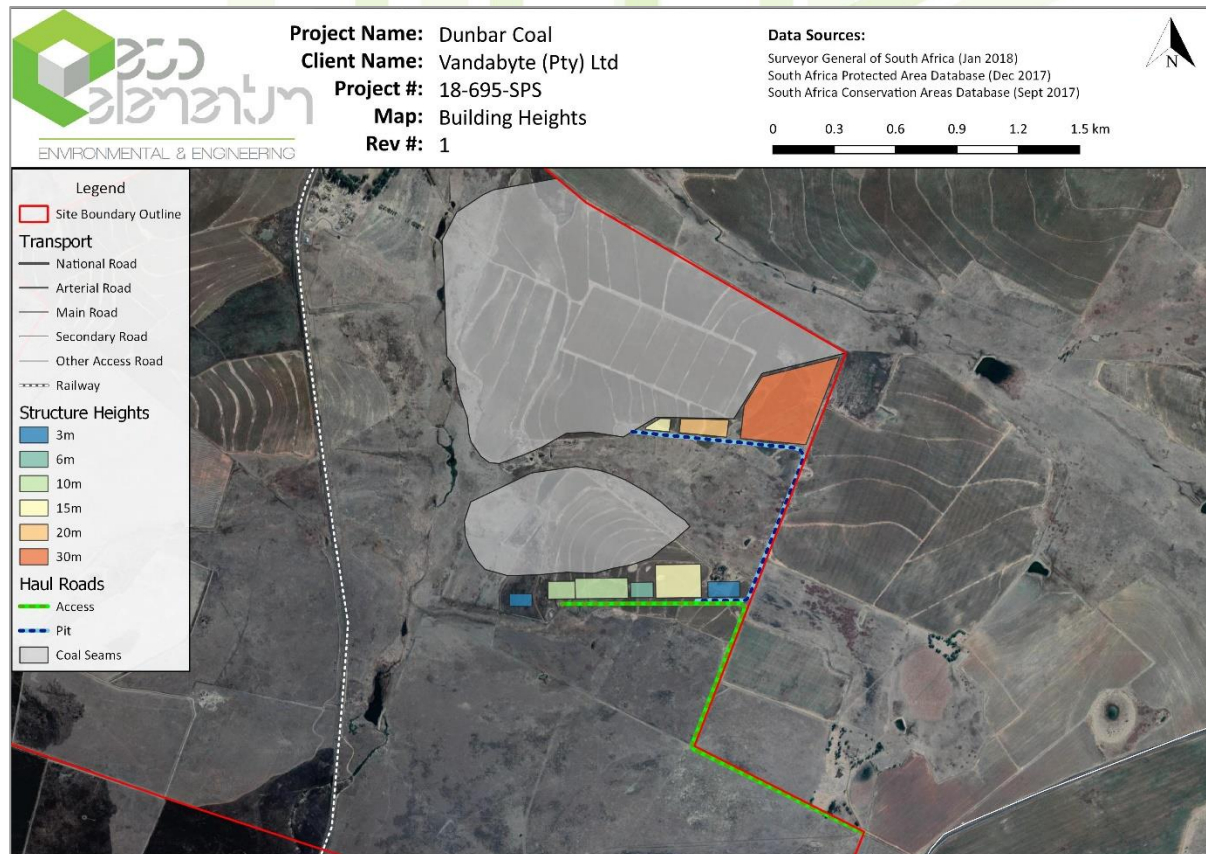 eco
elementum
ENVIRONMENTAL & ENGINEERING
Project Name: Dunbar Coal
Client Name: Vandabyte (Pty) Ltd
Project #: 18-695-SPS
Map: Building Heights
Rev #: 1
Data Sources:
Surveyor General of South Africa (Jan 2018)
South Africa Protected Area Database (Dec 2017)
South Africa Conservation Areas Database (Sept 2017)
0 0.3 0.6 0.9 1.2 1.5 km
N
Legend
Site Boundary Outline
Transport
National Road
Arterial Road
Main Road
Secondary Road
Other Access Road
Railway
Structure Heights
3m
6m
10m
15m
20m
30m
Haul Roads
Access
Pit
Coal Seams